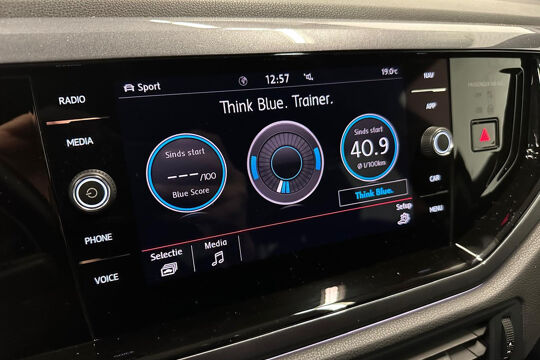 RADIO
MEDIA
PHONE
VOICE
Sport
12:57
19.0°C
Think Blue. Trainer.
Sinds start
---/100
Blue Score
Sinds start
40.9
Ø l/100km
Think Blue.
Selectie
Media
Setup
NAV
APP
CAR
MENU